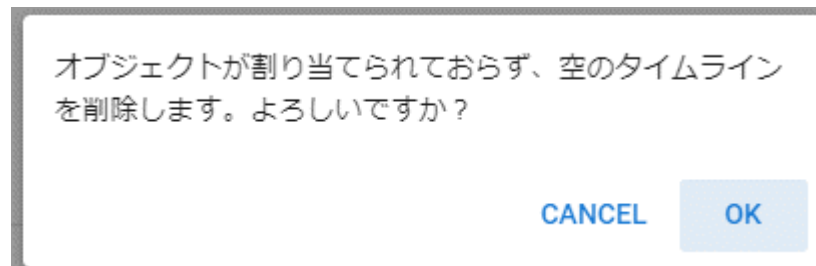 オブジェクトが割り当てられておらず、空のタイムライン
を削除します。よろしいですか？
CANCEL OK